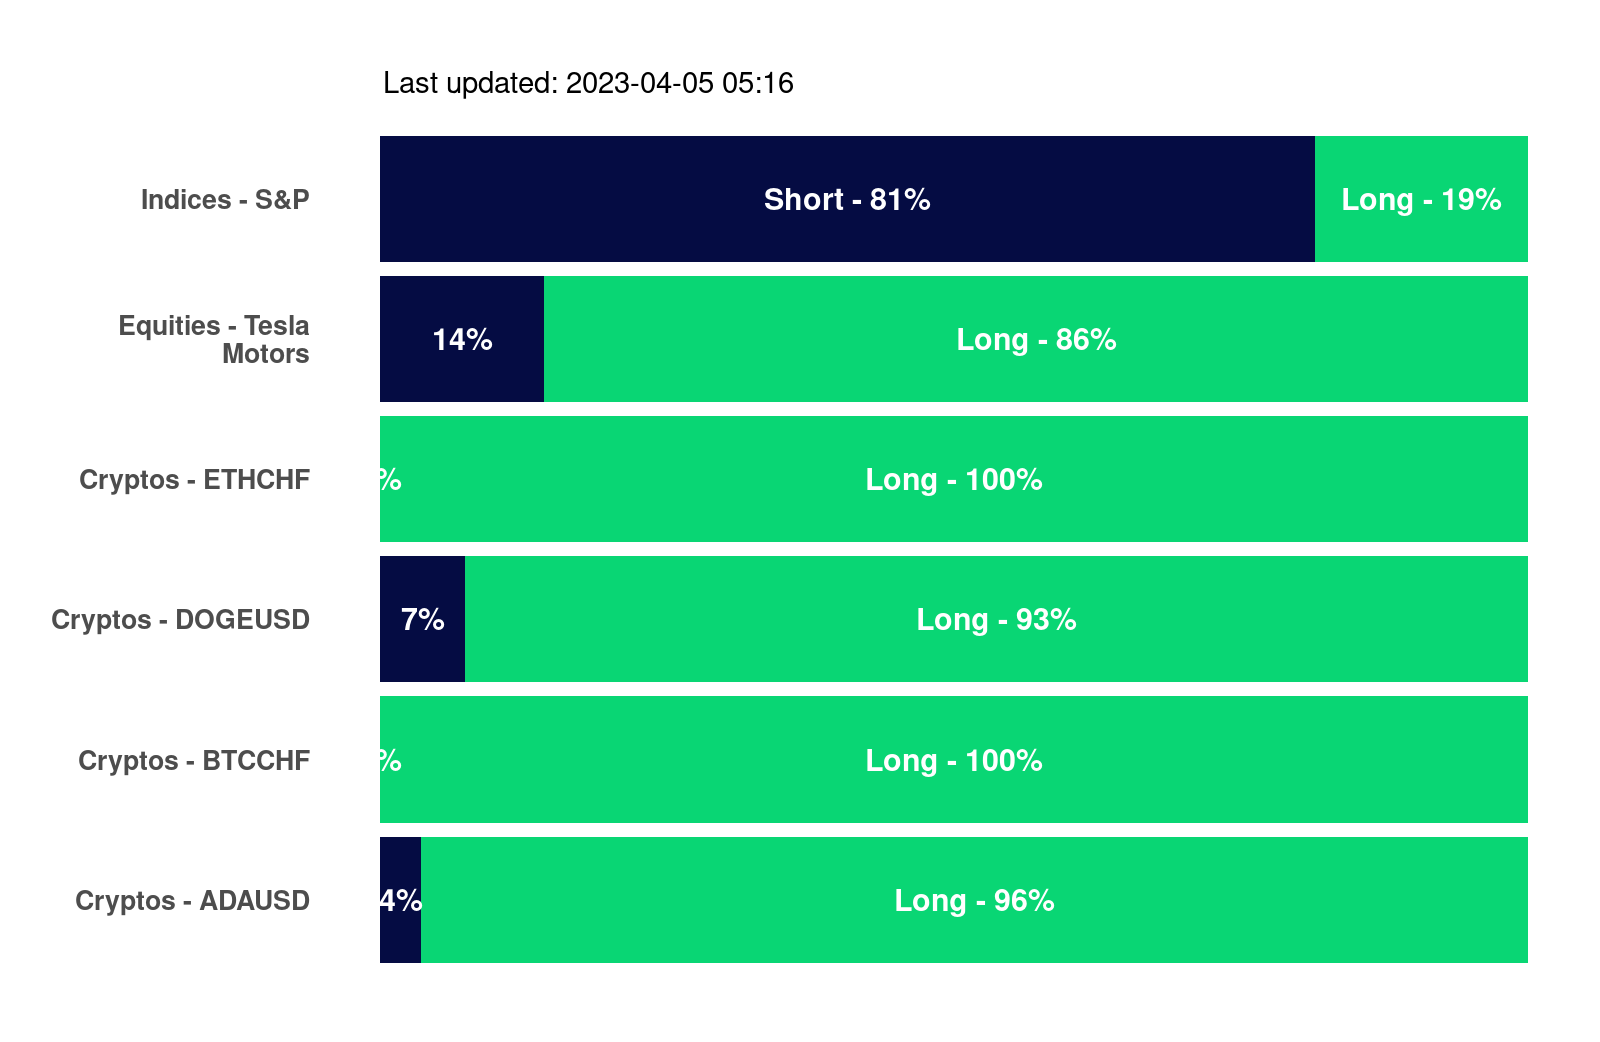 Last updated: 2023-04-05 05:16
Indices - S&P
Short - 81%
Long - 19%
Equities - Tesla
Motors
14%
Long - 86%
Cryptos - ETHCHF
%
Long - 100%
Cryptos - DOGEUSD
7%
Long - 93%
Cryptos - BTCCHF
%
Long - 100%
Cryptos - ADAUSD
4%
Long - 96%